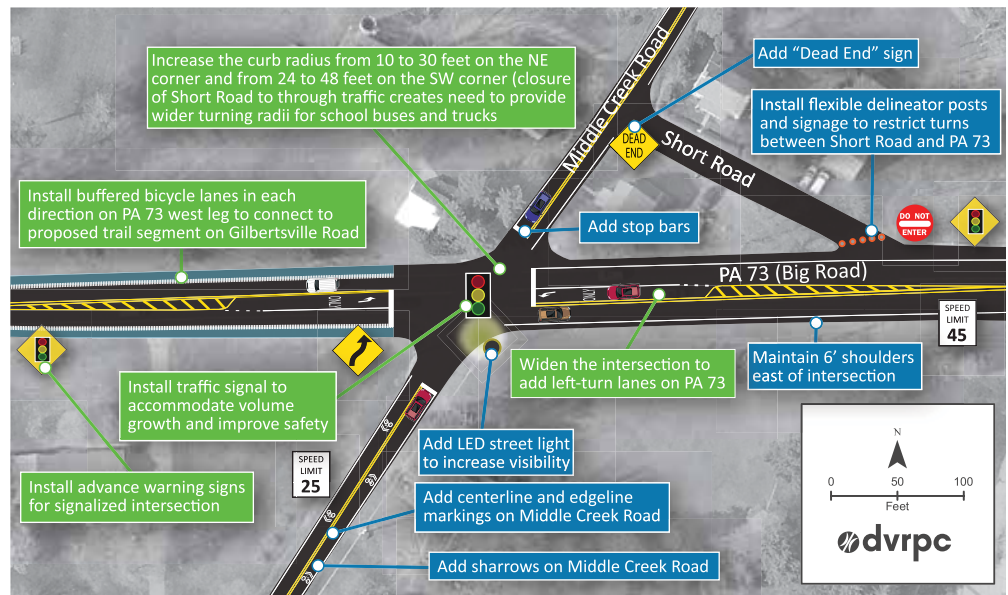 Increase the curb radius from 10 to 30 feet on the NE
corner and from 24 to 48 feet on the SW corner (closure
of Short Road to through traffic creates need to provide
wider turning radii for school buses and trucks
Middle Creek Road
Add “Dead End” sign
Install flexible delineator posts
and signage to restrict turns
between Short Road and PA 73
DEAD
END
Short Road
Install buffered bicycle lanes in each
direction on PA 73 west leg to connect to
proposed trail segment on Gilbertsville Road
Add stop bars
DO NOT
ENTER
PA 73 (Big Road)
ONLY
ONLY
SPEED
LIMIT
45
Install traffic signal to
accommodate volume
growth and improve safety
Widen the intersection to
add left-turn lanes on PA 73
Maintain 6’ shoulders
east of intersection
Add LED street light
to increase visibility
SPEED
LIMIT
25
Install advance warning signs
for signalized intersection
Add centerline and edgeline
markings on Middle Creek Road
Add sharrows on Middle Creek Road
N
0 50 100
Feet
dvrpc